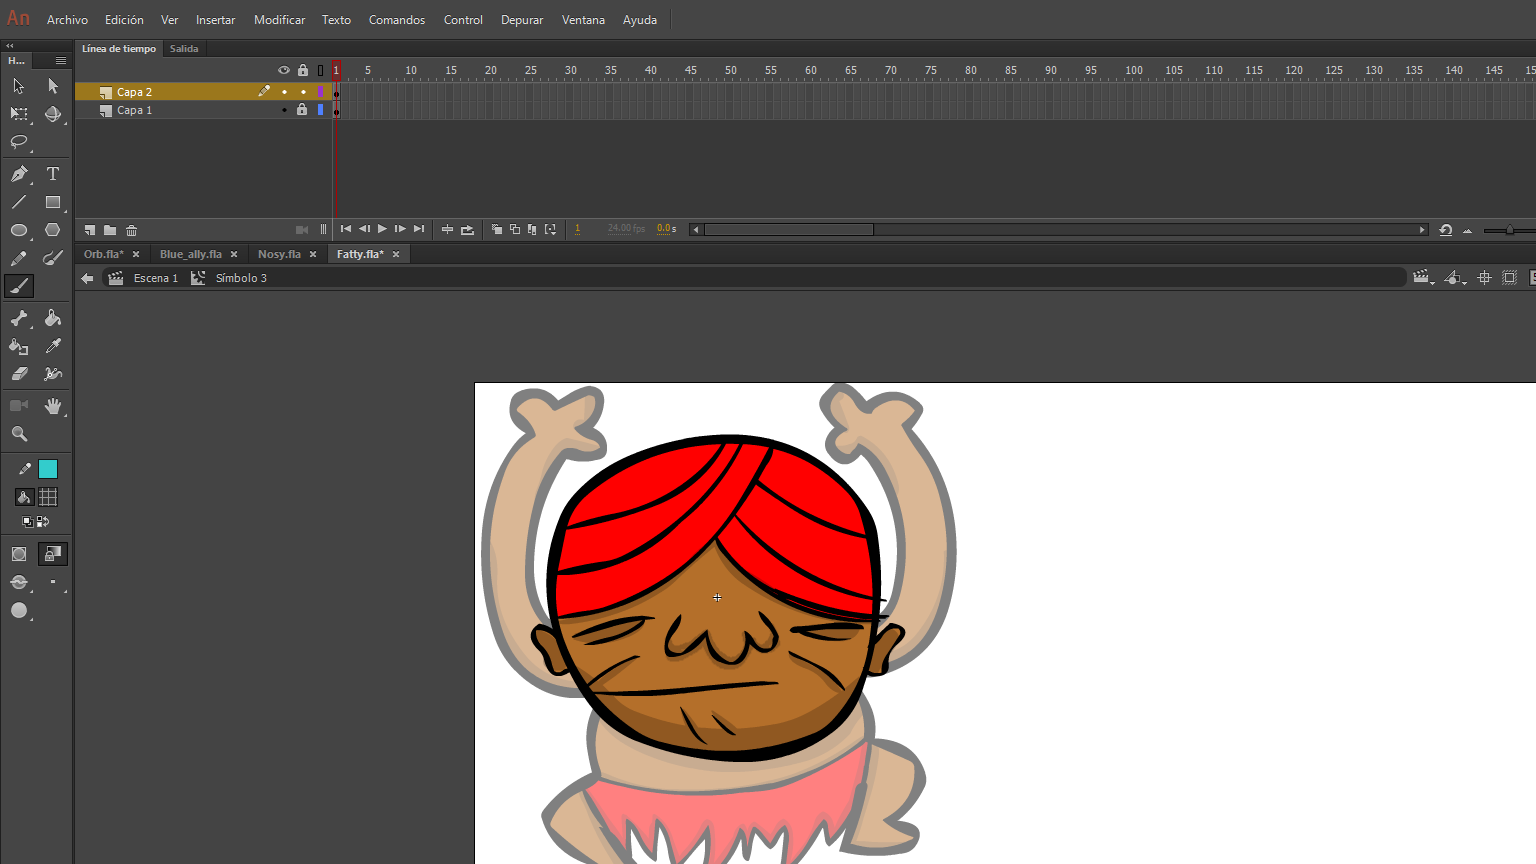 An Archivo Edición Ver Insertar Modificar Texto Comandos Control Depurar Ventana Ayuda
H... Línea de tiempo Salida
1 5 10 15 20 25 30 35 40 45 50 55 60 65 70 75 80 85 90 95 100 105 110 115 120 125 130 135 140 145
Capa 2
Capa 1
T
1 24.00 fps 0.0 s
Orb.fla* Blue_ally.fla Nosy.fla Fatty.fla*
Escena 1 Símbolo 3